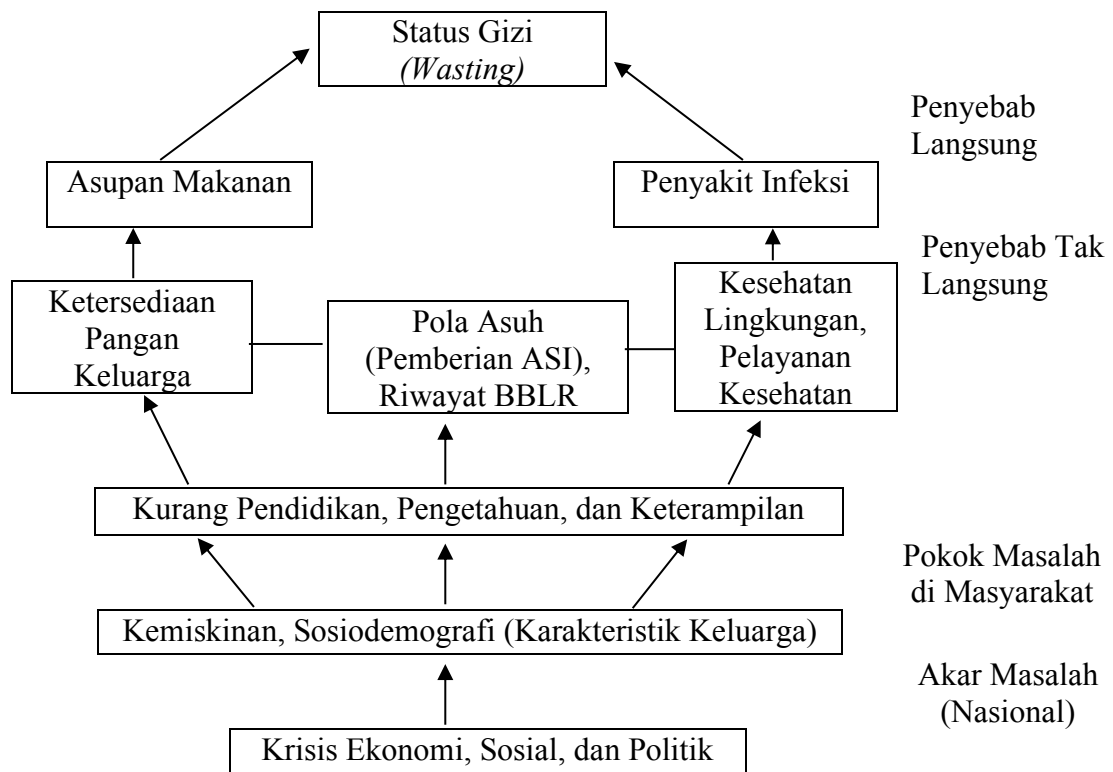 Status Gizi
(Wasting)
Penyebab
Langsung
Asupan Makanan
Penyakit Infeksi
Penyebab Tak
Langsung
Ketersediaan
Pangan
Keluarga
Pola Asuh
(Pemberian ASI),
Riwayat BBLR
Kesehatan
Lingkungan,
Pelayanan
Kesehatan
Kurang Pendidikan, Pengetahuan, dan Keterampilan
Pokok Masalah
di Masyarakat
Kemiskinan, Sosiodemografi (Karakteristik Keluarga)
Akar Masalah
(Nasional)
Krisis Ekonomi, Sosial, dan Politik